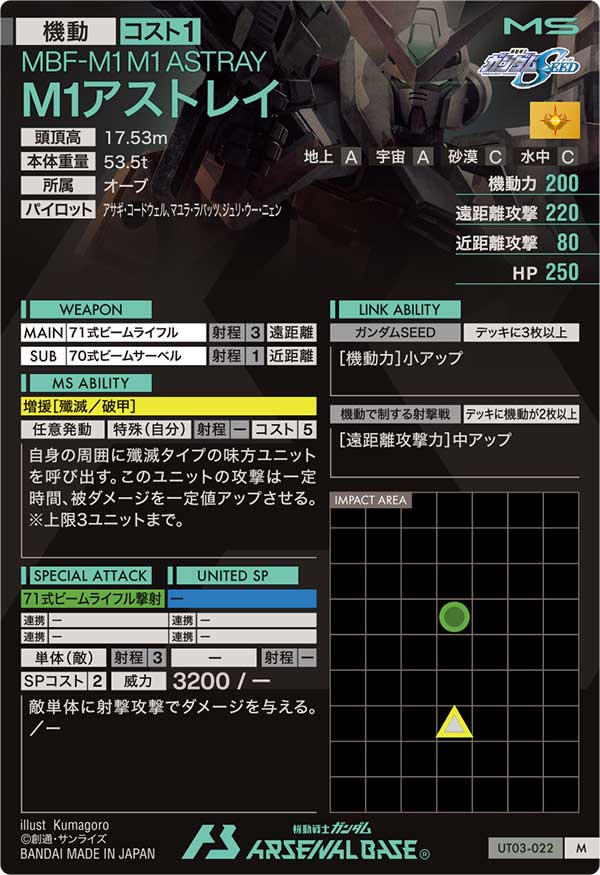 機動 コスト1 MS
MBF-M1 M1 ASTRAY
M1アストレイ
機動戦士ガンダムSEED
頭頂高 17.53m
本体重量 53.5t
所属 オーブ
パイロット アサギ・コードウェル、マユラ・ラバッツ、ジュリ・ウー・ニェン
地上 A 宇宙 A 砂漠 C 水中 C
機動力 200
遠距離攻撃 220
近距離攻撃 80
HP 250
WEAPON
MAIN 71式ビームライフル 射程 3 遠距離
SUB 70式ビームサーベル 射程 1 近距離
MS ABILITY
増援[殲滅/破甲]
任意発動 特殊(自分) 射程 ー コスト 5
自身の周囲に殲滅タイプの味方ユニット
を呼び出す。このユニットの攻撃は一定
時間、被ダメージを一定値アップさせる。
※上限3ユニットまで。
LINK ABILITY
ガンダムSEED デッキに3枚以上
[機動力]小アップ
機動で制する射撃戦 デッキに機動が2枚以上
[遠距離攻撃力]中アップ
IMPACT AREA
SPECIAL ATTACK UNITED SP
71式ビームライフル撃射 ー
連携 ー 連携 ー
連携 ー 連携 ー
単体(敵) 射程 3 ー 射程 ー
SPコスト 2 威力 3200 / ー
敵単体に射撃攻撃でダメージを与える。
/ー
illust Kumagoro
©創通・サンライズ
BANDAI MADE IN JAPAN
機動戦士ガンダム
AB ARSENAL BASE®
UT03-022 M